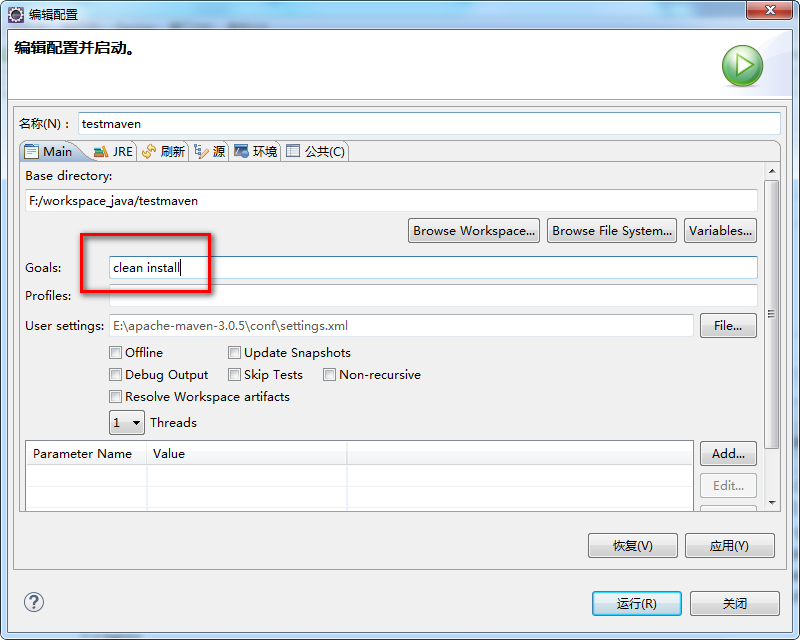 编辑配置
编辑配置并启动。
名称(N)： testmaven
Main JRE 刷新 源 环境 公共(C)
Base directory:
F:/workspace_java/testmaven
Browse Workspace... Browse File System... Variables...
Goals: clean install
Profiles:
User settings: E:\apache-maven-3.0.5\conf\settings.xml File...
Offline Update Snapshots
Debug Output Skip Tests Non-recursive
Resolve Workspace artifacts
1 Threads
Parameter Name Value Add...
Edit...
恢复(V) 应用(Y)
运行(R) 关闭